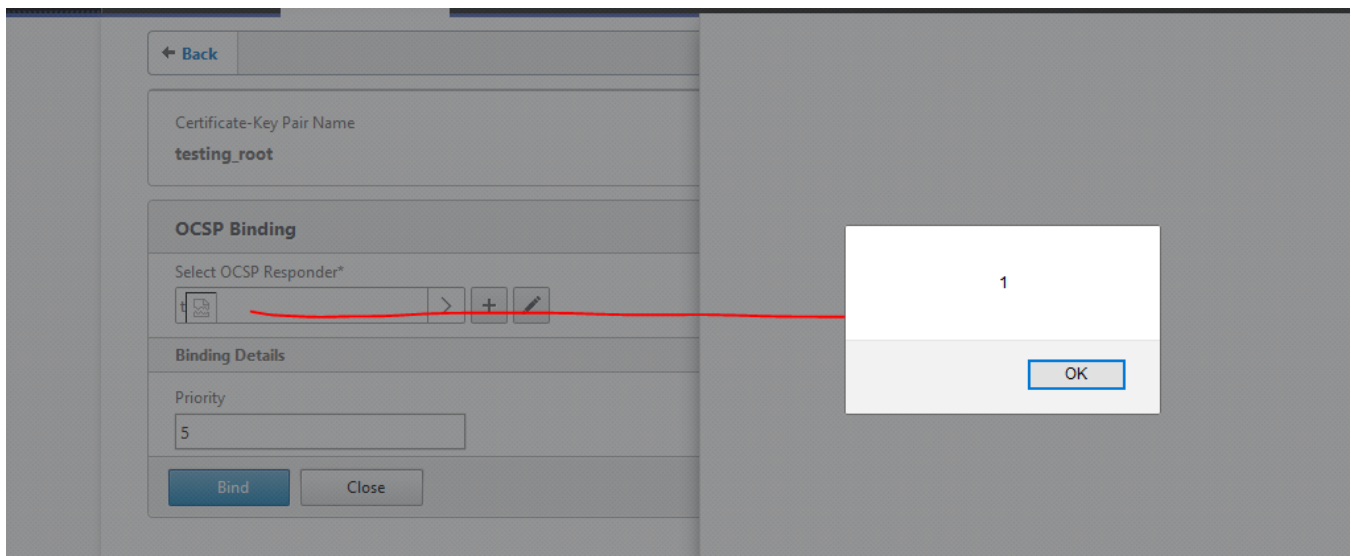 Back
Certificate-Key Pair Name
testing_root
OCSP Binding
Select OCSP Responder*
t
Binding Details
Priority
5
Bind Close
1
OK